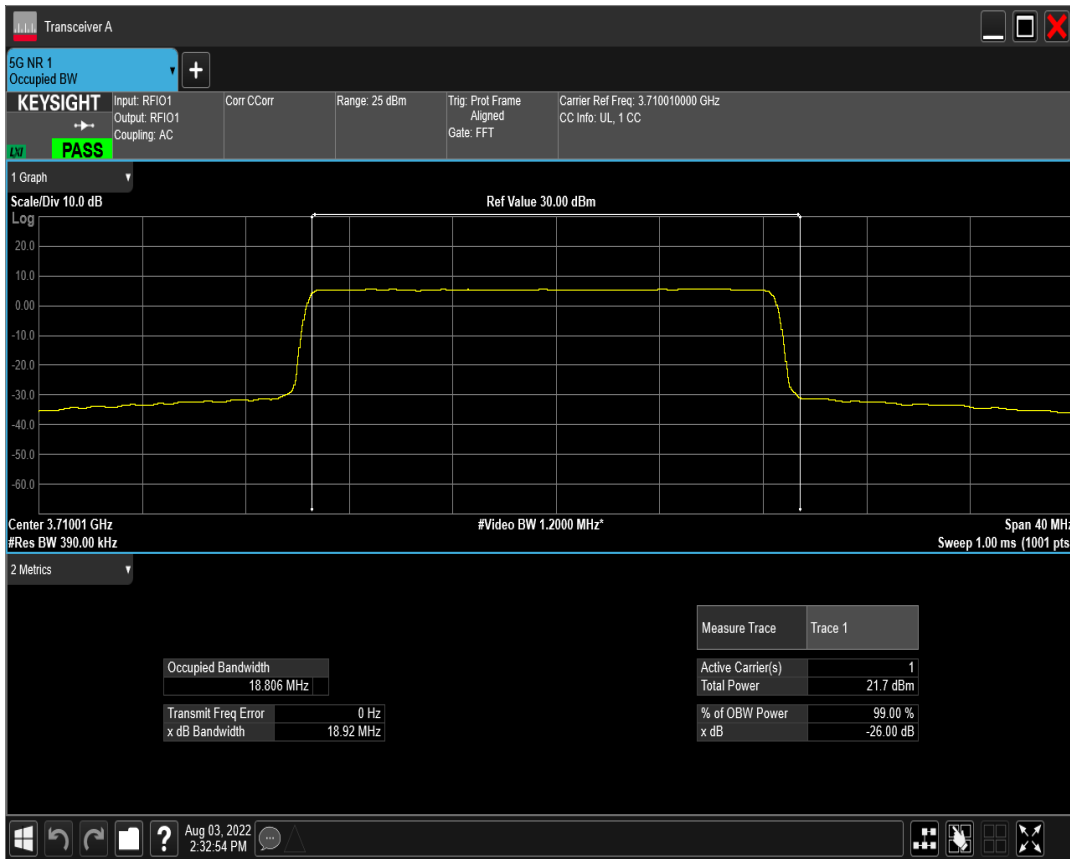 Transceiver A
5G NR 1
Occupied BW
+
KEYSIGHT
LXI
PASS
Input: RFIO1
Output: RFIO1
Coupling: AC
Corr CCorr
Range: 25 dBm
Trig: Prot Frame
Aligned
Gate: FFT
Carrier Ref Freq: 3.710010000 GHz
CC Info: UL, 1 CC
1 Graph
Scale/Div 10.0 dB
Ref Value 30.00 dBm
Log
20.0
10.0
0.00
-10.0
-20.0
-30.0
-40.0
-50.0
-60.0
Center 3.71001 GHz
#Video BW 1.2000 MHz*
Span 40 MHz
#Res BW 390.00 kHz
Sweep 1.00 ms (1001 pts
2 Metrics
Measure Trace Trace 1
Occupied Bandwidth
18.806 MHz
Active Carrier(s) 1
Total Power 21.7 dBm
Transmit Freq Error 0 Hz
x dB Bandwidth 18.92 MHz
% of OBW Power 99.00 %
x dB -26.00 dB
?
Aug 03, 2022
2:32:54 PM